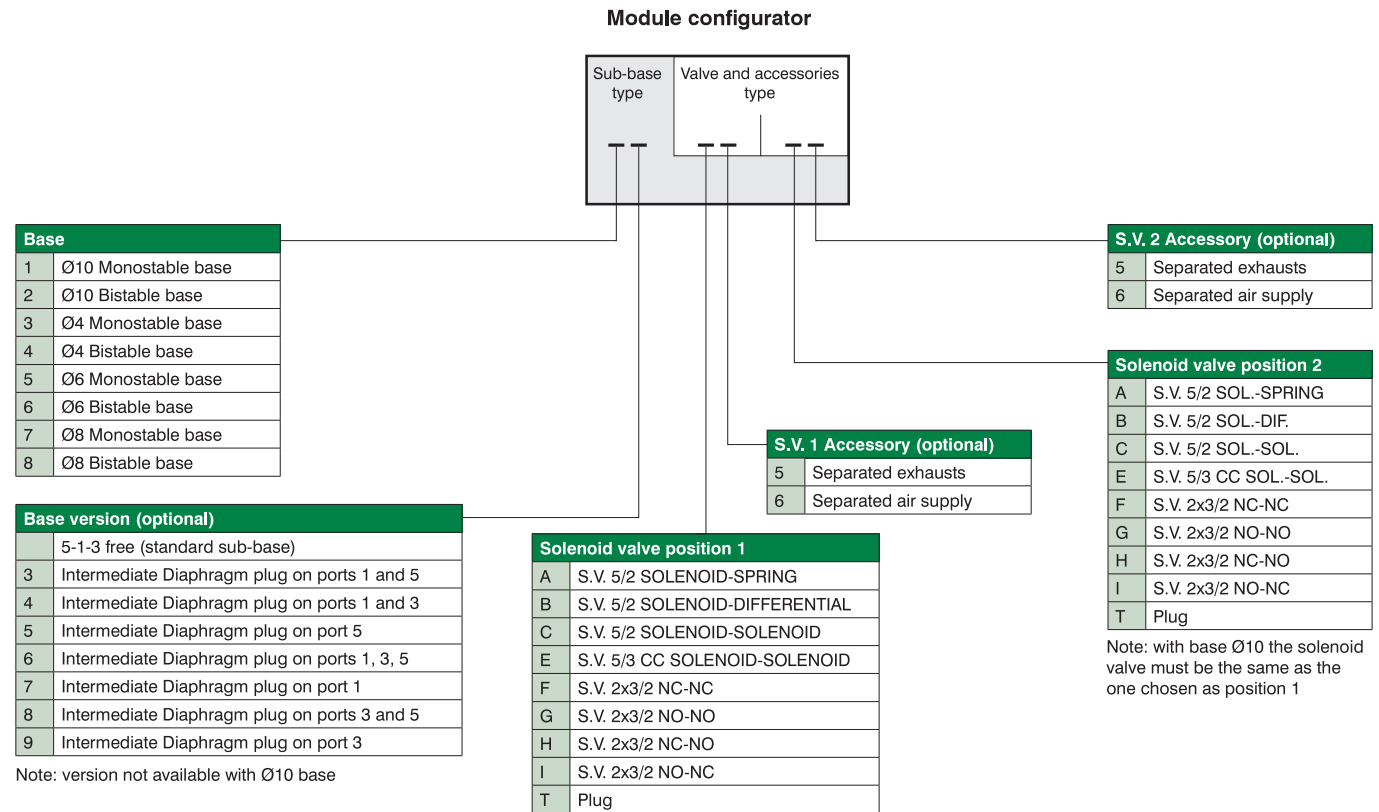 Module configurator
Sub-base
type
Valve and accessories
type
Base
1 Ø10 Monostable base
2 Ø10 Bistable base
3 Ø4 Monostable base
4 Ø4 Bistable base
5 Ø6 Monostable base
6 Ø6 Bistable base
7 Ø8 Monostable base
8 Ø8 Bistable base
Base version (optional)
5-1-3 free (standard sub-base)
3 Intermediate Diaphragm plug on ports 1 and 5
4 Intermediate Diaphragm plug on ports 1 and 3
5 Intermediate Diaphragm plug on port 5
6 Intermediate Diaphragm plug on ports 1, 3, 5
7 Intermediate Diaphragm plug on port 1
8 Intermediate Diaphragm plug on ports 3 and 5
9 Intermediate Diaphragm plug on port 3
Note: version not available with Ø10 base
Solenoid valve position 1
A S.V. 5/2 SOLENOID-SPRING
B S.V. 5/2 SOLENOID-DIFFERENTIAL
C S.V. 5/2 SOLENOID-SOLENOID
E S.V. 5/3 CC SOLENOID-SOLENOID
F S.V. 2x3/2 NC-NC
G S.V. 2x3/2 NO-NO
H S.V. 2x3/2 NC-NO
I S.V. 2x3/2 NO-NC
T Plug
S.V. 1 Accessory (optional)
5 Separated exhausts
6 Separated air supply
S.V. 2 Accessory (optional)
5 Separated exhausts
6 Separated air supply
Solenoid valve position 2
A S.V. 5/2 SOL.-SPRING
B S.V. 5/2 SOL.-DIF.
C S.V. 5/2 SOL.-SOL.
E S.V. 5/3 CC SOL.-SOL.
F S.V. 2x3/2 NC-NC
G S.V. 2x3/2 NO-NO
H S.V. 2x3/2 NC-NO
I S.V. 2x3/2 NO-NC
T Plug
Note: with base Ø10 the solenoid
valve must be the same as the
one chosen as position 1